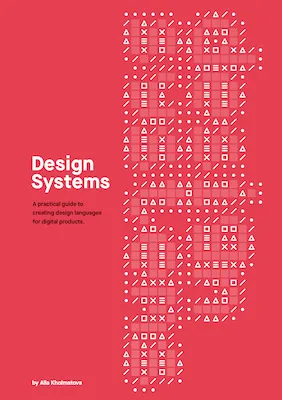 Design
Systems
A practical guide to
creating design languages
for digital products.
by Alla Kholmatova